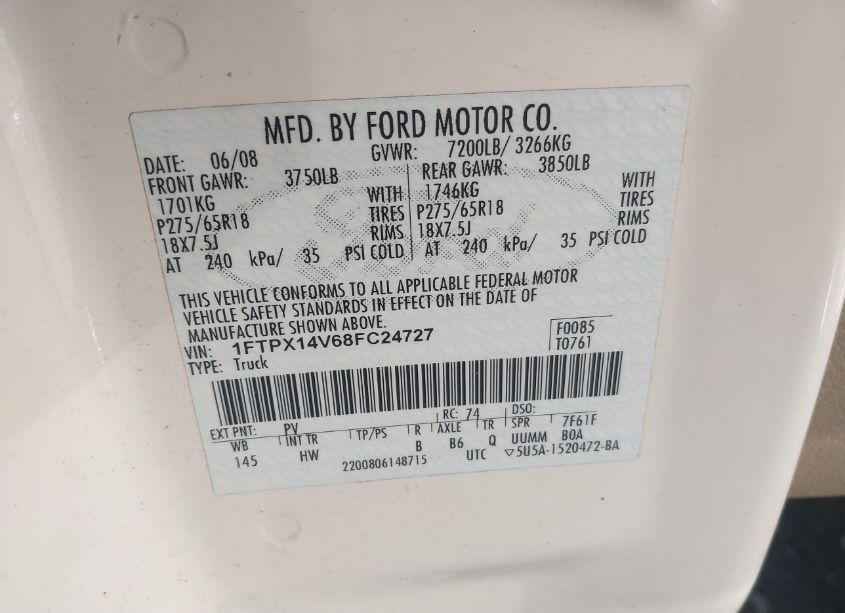 MFD. BY FORD MOTOR CO.
DATE: 06/08 GVWR: 7200LB/ 3266KG
FRONT GAWR: 3750LB REAR GAWR: 3850LB
1701KG WITH 1746KG WITH
P275/65R18 TIRES P275/65R18 TIRES
18X7.5J RIMS 18X7.5J RIMS
AT 240 kPa/ 35 PSI COLD AT 240 kPa/ 35 PSI COLD
THIS VEHICLE CONFORMS TO ALL APPLICABLE FEDERAL MOTOR
VEHICLE SAFETY STANDARDS IN EFFECT ON THE DATE OF
MANUFACTURE SHOWN ABOVE.
VIN: 1FTPX14V68FC24727 F0085
TYPE: Truck T0761
EXT PNT: PV RC: 74 DSO:
WB INT TR TP/PS R AXLE TR SPR 7F61F
145 HW B B6 Q UUMM B0A
2200806148715 UTC ▽5U5A-1520472-BA